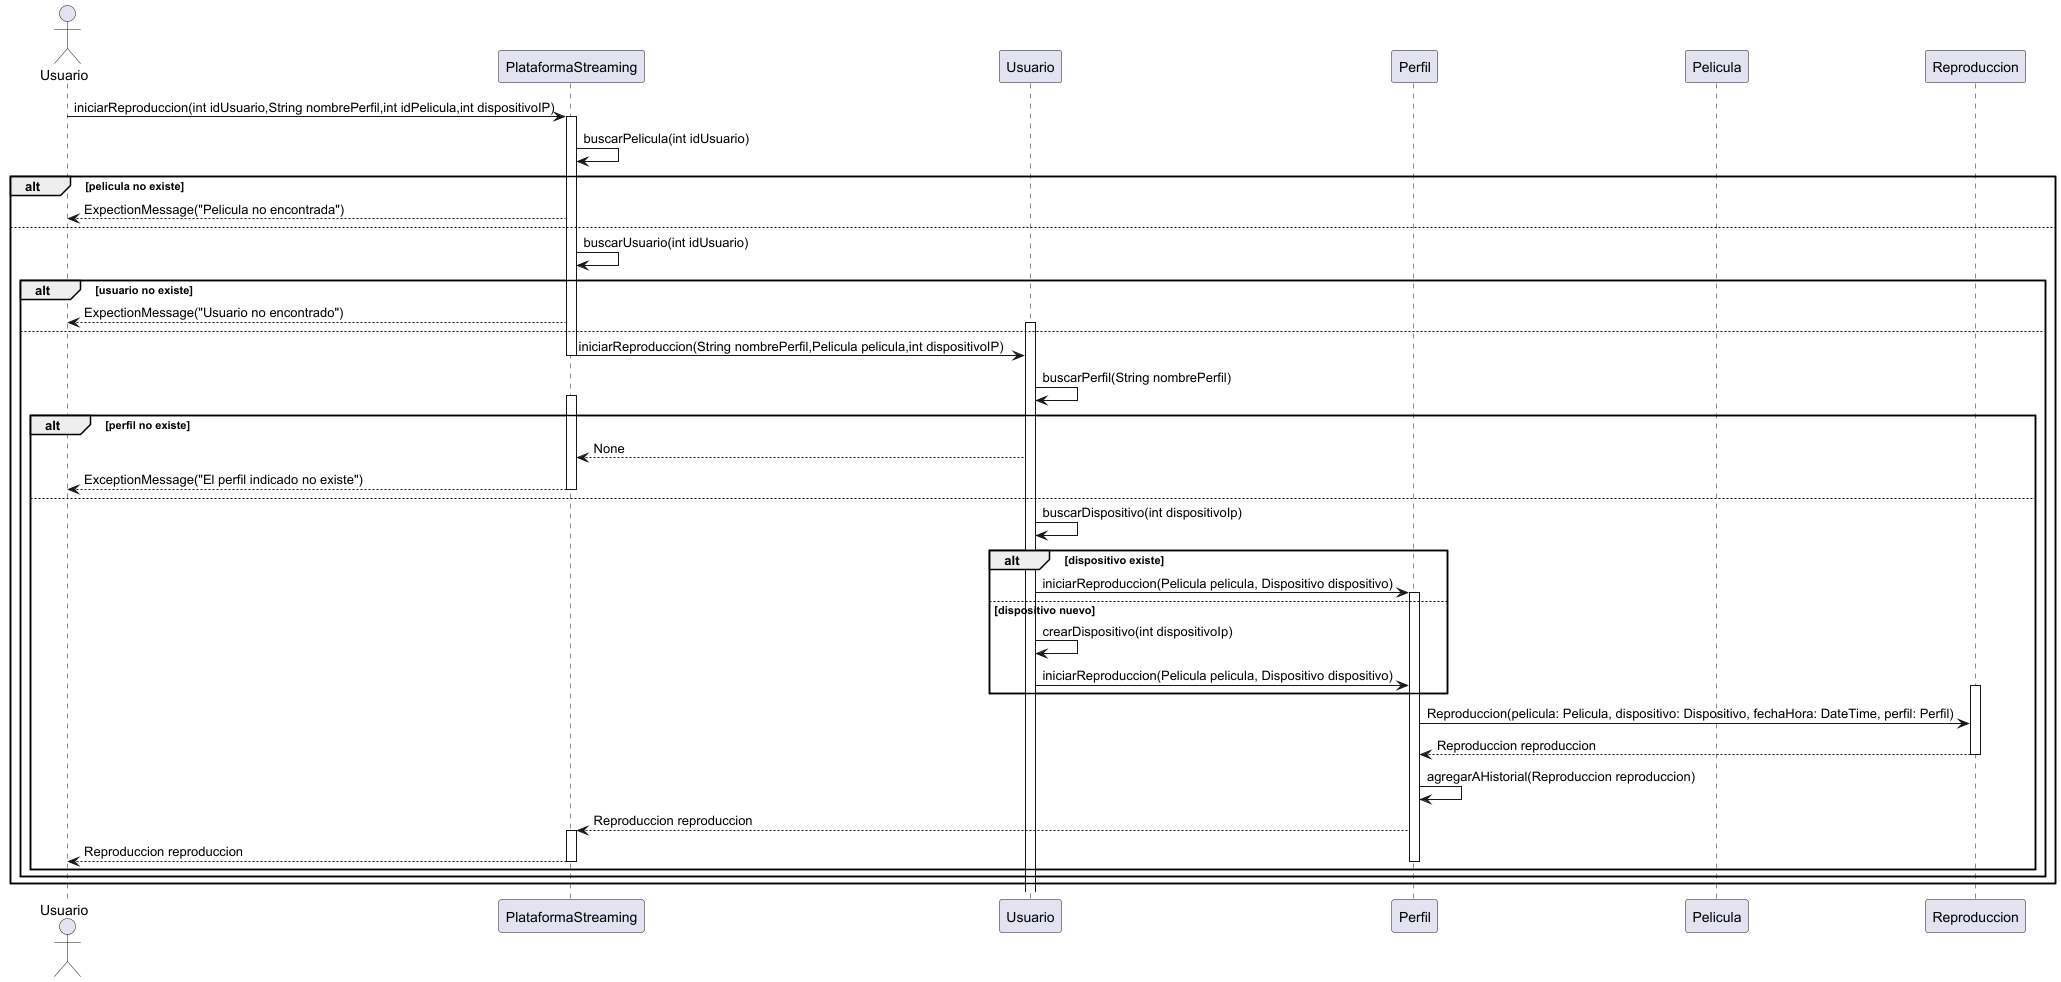 Usuario
PlataformaStreaming
Usuario
Perfil
Pelicula
Reproduccion
iniciarReproduccion(int idUsuario,String nombrePerfil,int idPelicula,int dispositivoIP)
buscarPelicula(int idUsuario)
alt [pelicula no existe]
ExpectionMessage("Pelicula no encontrada")
buscarUsuario(int idUsuario)
alt [usuario no existe]
ExpectionMessage("Usuario no encontrado")
iniciarReproduccion(String nombrePerfil,Pelicula pelicula,int dispositivoIP)
buscarPerfil(String nombrePerfil)
alt [perfil no existe]
None
ExceptionMessage("El perfil indicado no existe")
buscarDispositivo(int dispositivoIp)
alt [dispositivo existe]
iniciarReproduccion(Pelicula pelicula, Dispositivo dispositivo)
[dispositivo nuevo]
crearDispositivo(int dispositivoIp)
iniciarReproduccion(Pelicula pelicula, Dispositivo dispositivo)
Reproduccion(pelicula: Pelicula, dispositivo: Dispositivo, fechaHora: DateTime, perfil: Perfil)
Reproduccion reproduccion
agregarAHistorial(Reproduccion reproduccion)
Reproduccion reproduccion
Reproduccion reproduccion
Usuario
PlataformaStreaming
Usuario
Perfil
Pelicula
Reproduccion